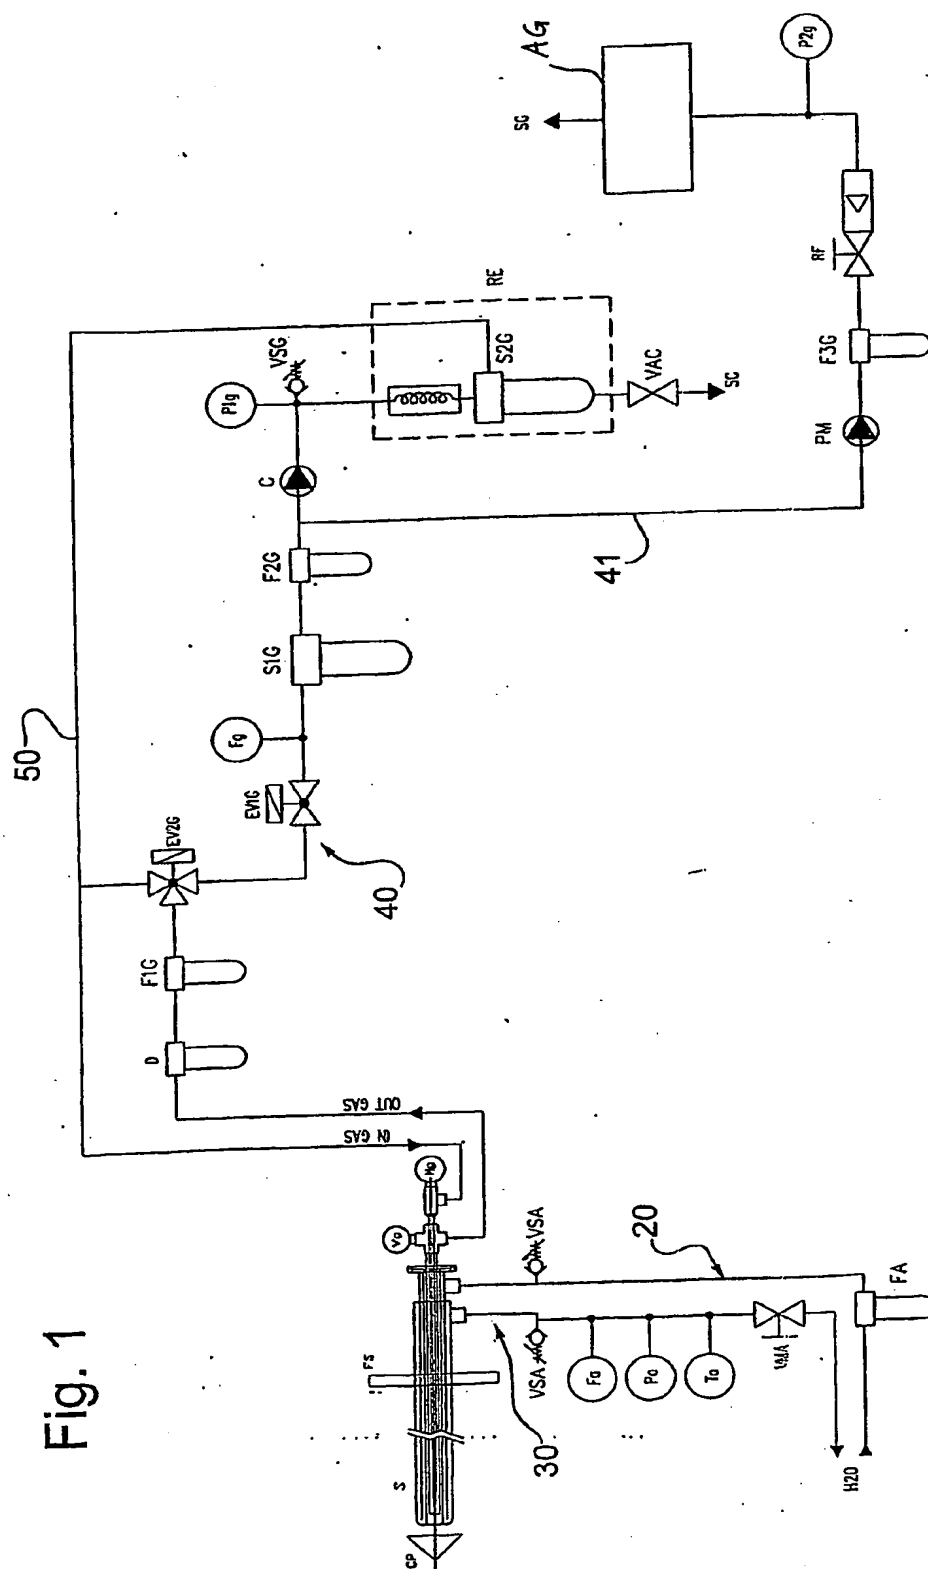 Fig. 1
50
40
41
30
20
AG
P2g
SG
RF
F3G
PM
RE
S2G
VAC
SC
VSG
P1g
C
F2G
S1G
Fg
EV1G
EV2G
F1G
D
OUT GAS
IN GAS
VSA
VSA
FA
Fa
Pa
Ta
VMA
H2O
FS
S
CP